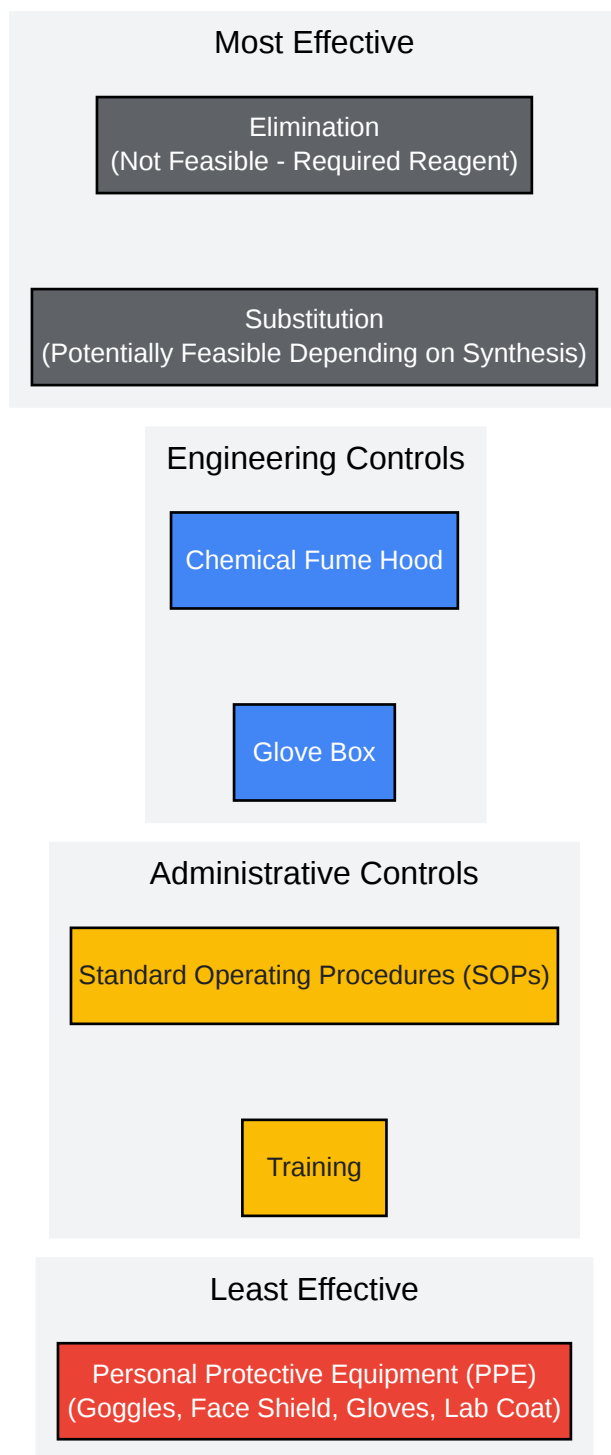 Most Effective
Elimination
(Not Feasible - Required Reagent)
Substitution
(Potentially Feasible Depending on Synthesis)
Engineering Controls
Chemical Fume Hood
Glove Box
Administrative Controls
Standard Operating Procedures (SOPs)
Training
Least Effective
Personal Protective Equipment (PPE)
(Goggles, Face Shield, Gloves, Lab Coat)